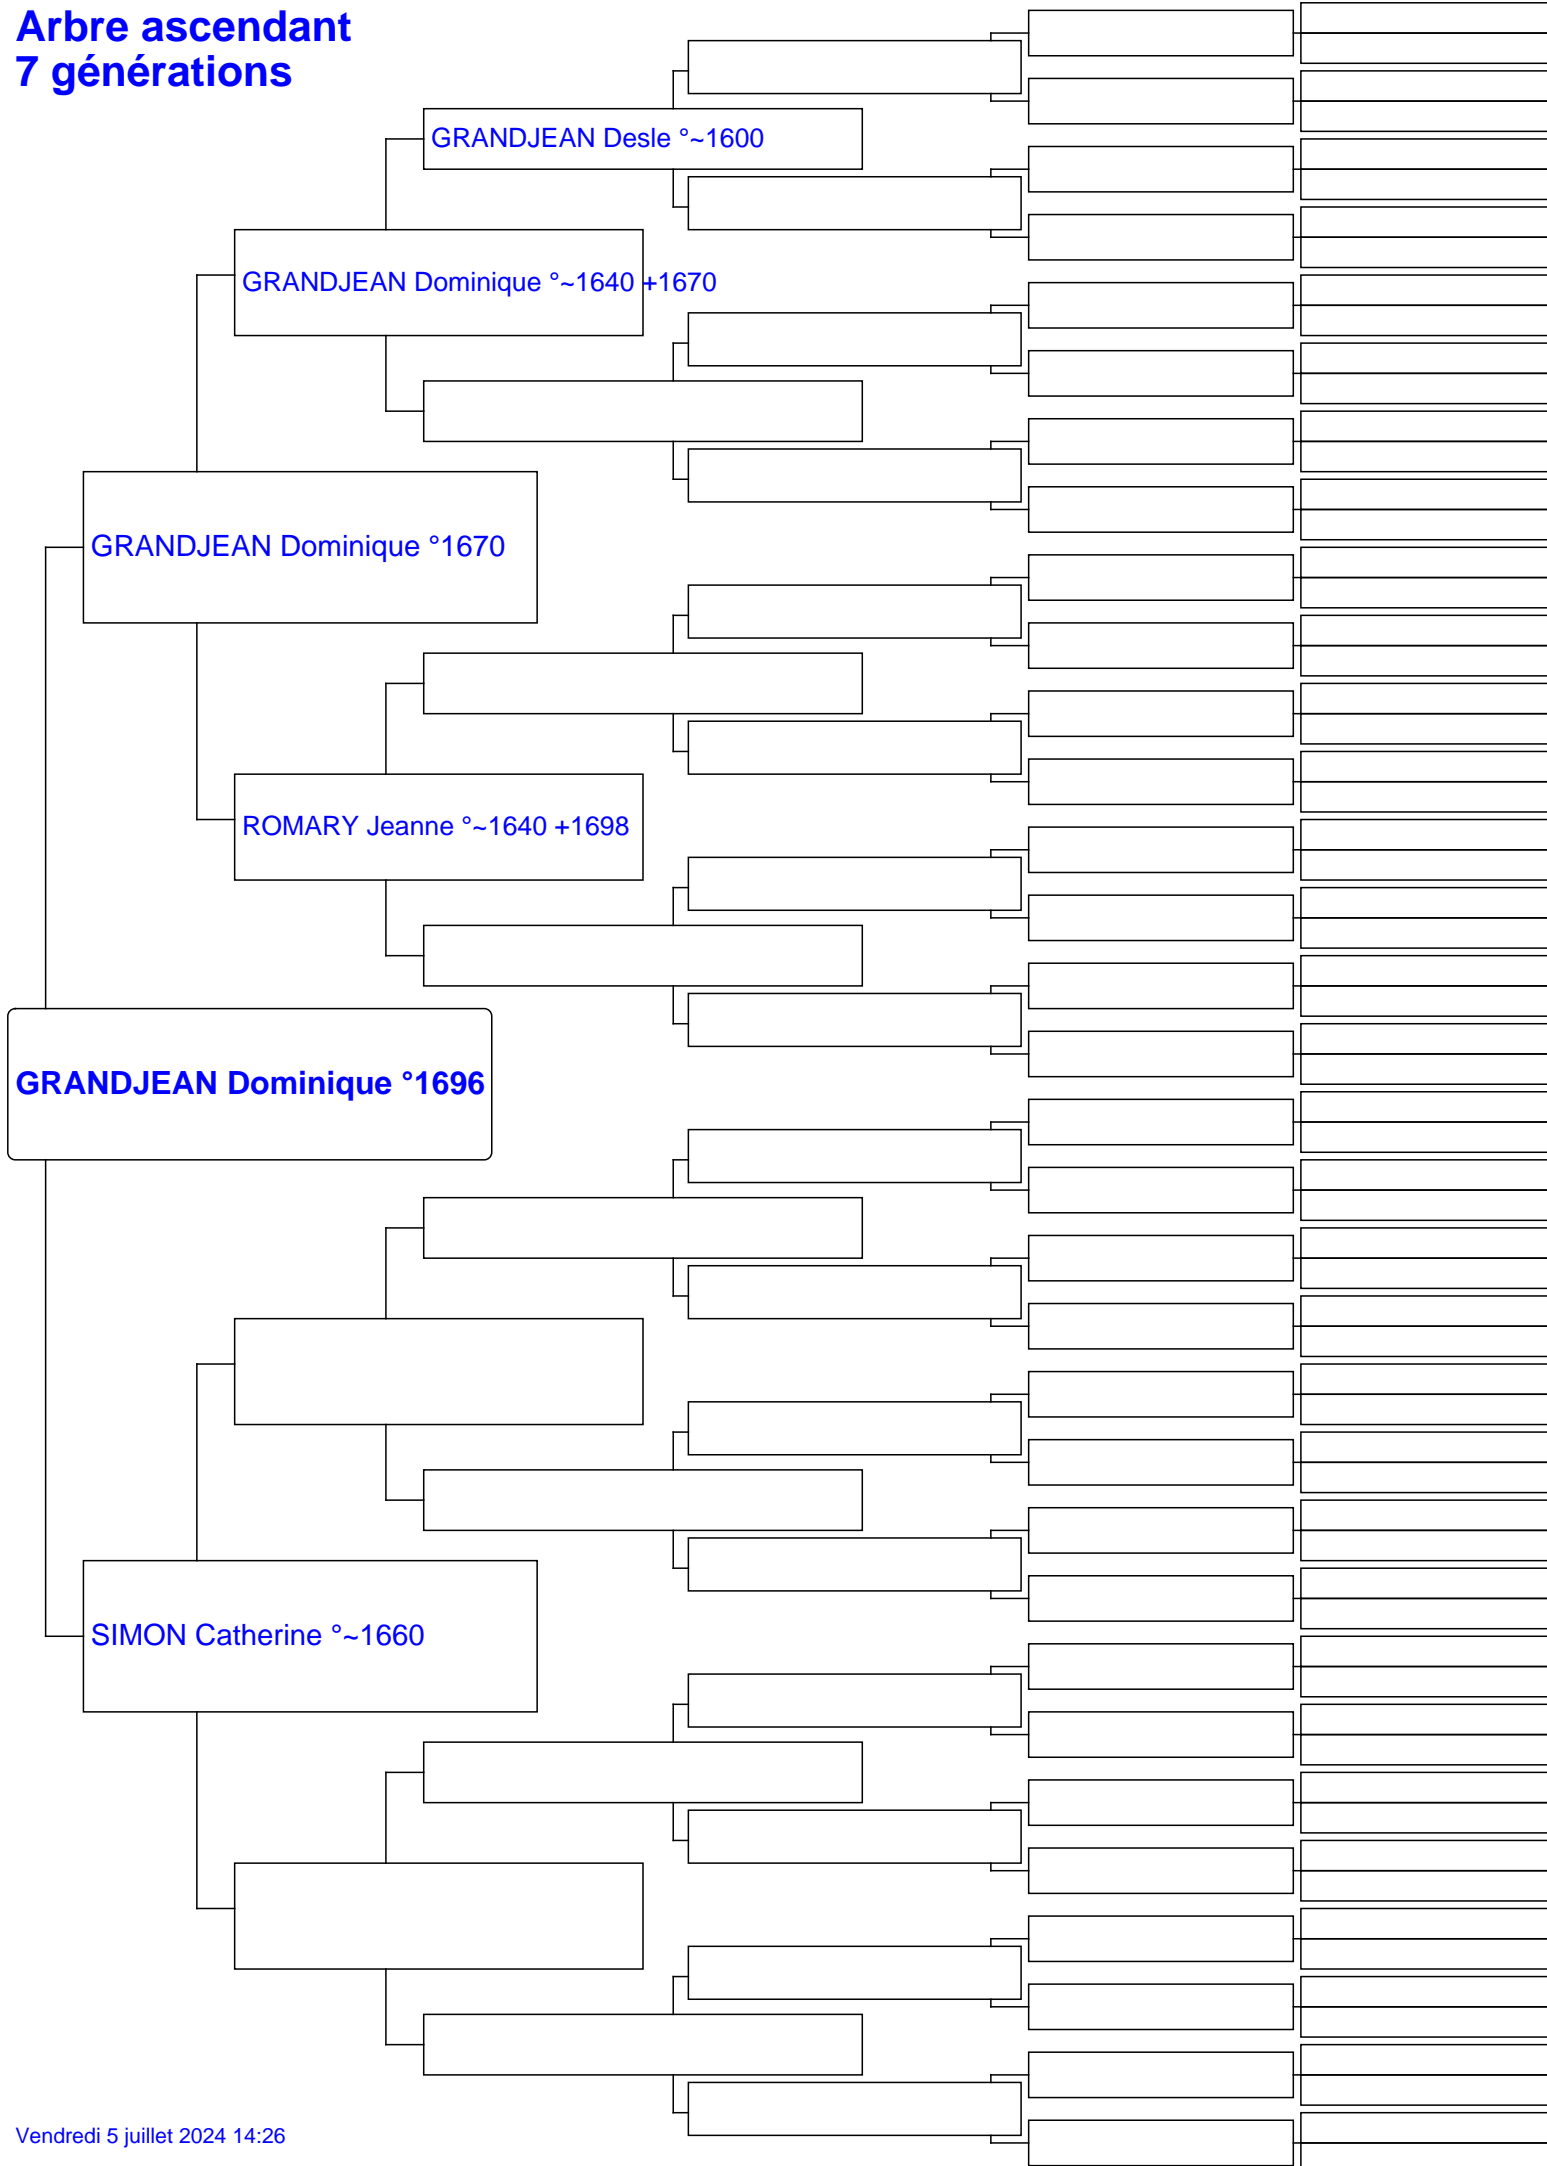 Arbre ascendant
7 générations
GRANDJEAN Desle °~1600
GRANDJEAN Dominique °~1640 +1670
GRANDJEAN Dominique °1670
ROMARY Jeanne °~1640 +1698
GRANDJEAN Dominique °1696
SIMON Catherine °~1660
Vendredi 5 juillet 2024 14:26